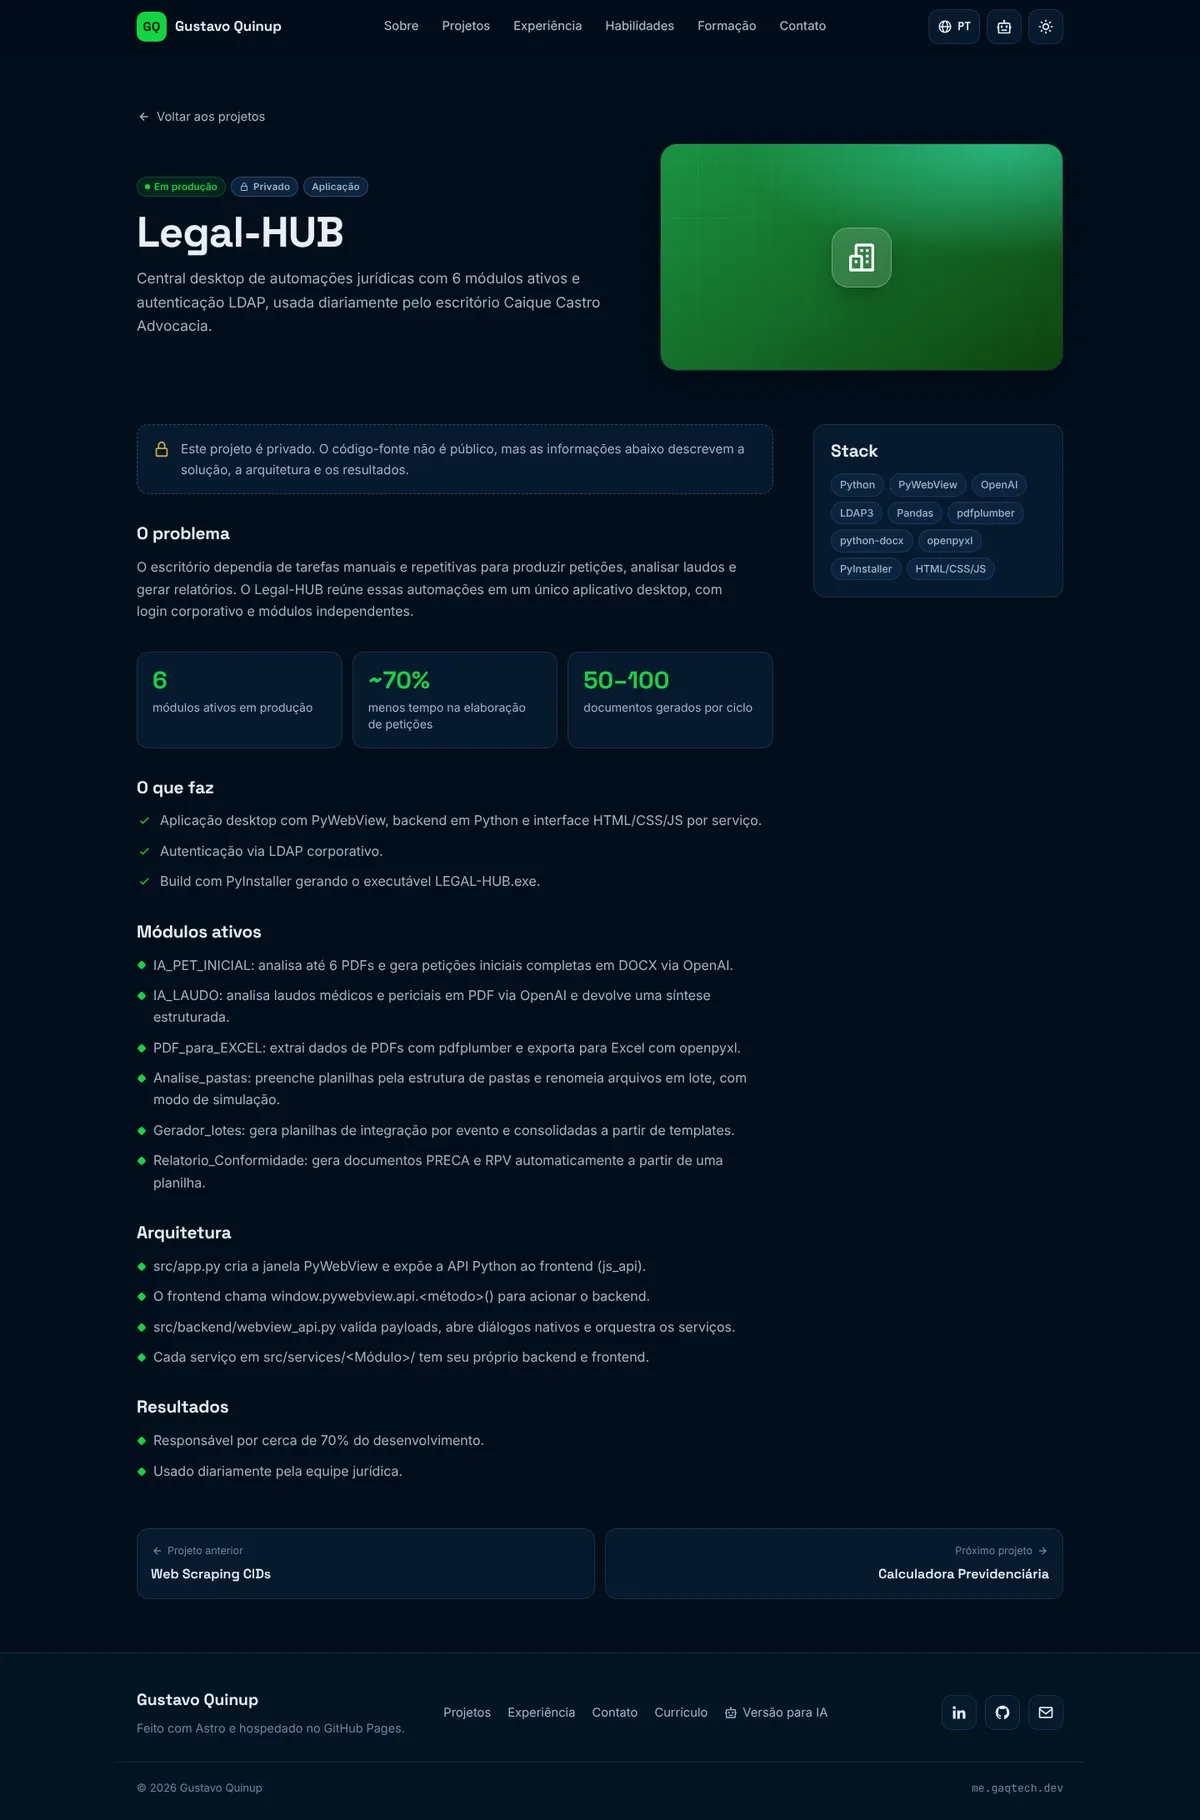 GQ Gustavo Quinup
Sobre Projetos Experiência Habilidades Formação Contato
PT
← Voltar aos projetos
Em produção Privado Aplicação
Legal-HUB
Central desktop de automações jurídicas com 6 módulos ativos e
autenticação LDAP, usada diariamente pelo escritório Caique Castro
Advocacia.
Este projeto é privado. O código-fonte não é público, mas as informações abaixo descrevem a
solução, a arquitetura e os resultados.
Stack
Python PyWebView OpenAI
LDAP3 Pandas pdfplumber
python-docx openpyxl
PyInstaller HTML/CSS/JS
O problema
O escritório dependia de tarefas manuais e repetitivas para produzir petições, analisar laudos e
gerar relatórios. O Legal-HUB reúne essas automações em um único aplicativo desktop, com
login corporativo e módulos independentes.
6
módulos ativos em produção
~70%
menos tempo na elaboração
de petições
50–100
documentos gerados por ciclo
O que faz
Aplicação desktop com PyWebView, backend em Python e interface HTML/CSS/JS por serviço.
Autenticação via LDAP corporativo.
Build com PyInstaller gerando o executável LEGAL-HUB.exe.
Módulos ativos
IA_PET_INICIAL: analisa até 6 PDFs e gera petições iniciais completas em DOCX via OpenAI.
IA_LAUDO: analisa laudos médicos e periciais em PDF via OpenAI e devolve uma síntese
estruturada.
PDF_para_EXCEL: extrai dados de PDFs com pdfplumber e exporta para Excel com openpyxl.
Analise_pastas: preenche planilhas pela estrutura de pastas e renomeia arquivos em lote, com
modo de simulação.
Gerador_lotes: gera planilhas de integração por evento e consolidadas a partir de templates.
Relatorio_Conformidade: gera documentos PRECA e RPV automaticamente a partir de uma
planilha.
Arquitetura
src/app.py cria a janela PyWebView e expõe a API Python ao frontend (js_api).
O frontend chama window.pywebview.api.<método>() para acionar o backend.
src/backend/webview_api.py valida payloads, abre diálogos nativos e orquestra os serviços.
Cada serviço em src/services/<Módulo>/ tem seu próprio backend e frontend.
Resultados
Responsável por cerca de 70% do desenvolvimento.
Usado diariamente pela equipe jurídica.
← Projeto anterior
Web Scraping CIDs
Próximo projeto →
Calculadora Previdenciária
Gustavo Quinup
Feito com Astro e hospedado no GitHub Pages.
Projetos Experiência Contato Currículo Versão para IA
© 2026 Gustavo Quinup
me.gaqtech.dev